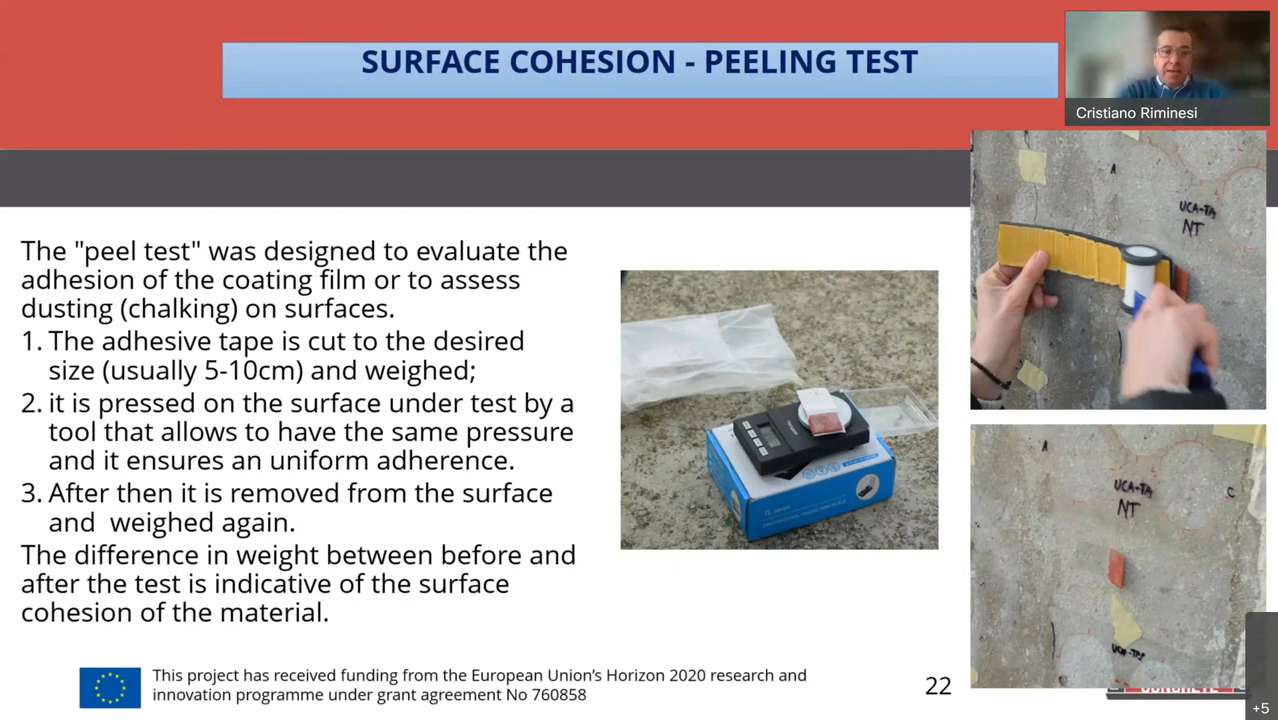 SURFACE COHESION - PEELING TEST
Cristiano Riminesi
The "peel test" was designed to evaluate the
adhesion of the coating film or to assess
dusting (chalking) on surfaces.
1. The adhesive tape is cut to the desired
size (usually 5-10cm) and weighed;
2. it is pressed on the surface under test by a
tool that allows to have the same pressure
and it ensures an uniform adherence.
3. After then it is removed from the surface
and weighed again.
The difference in weight between before and
after the test is indicative of the surface
cohesion of the material.
TL series
A
UCA-TA
NT
A
UCA-TA
NT
C
This project has received funding from the European Union's Horizon 2020 research and
innovation programme under grant agreement No 760858
22
CONCRETE
+5